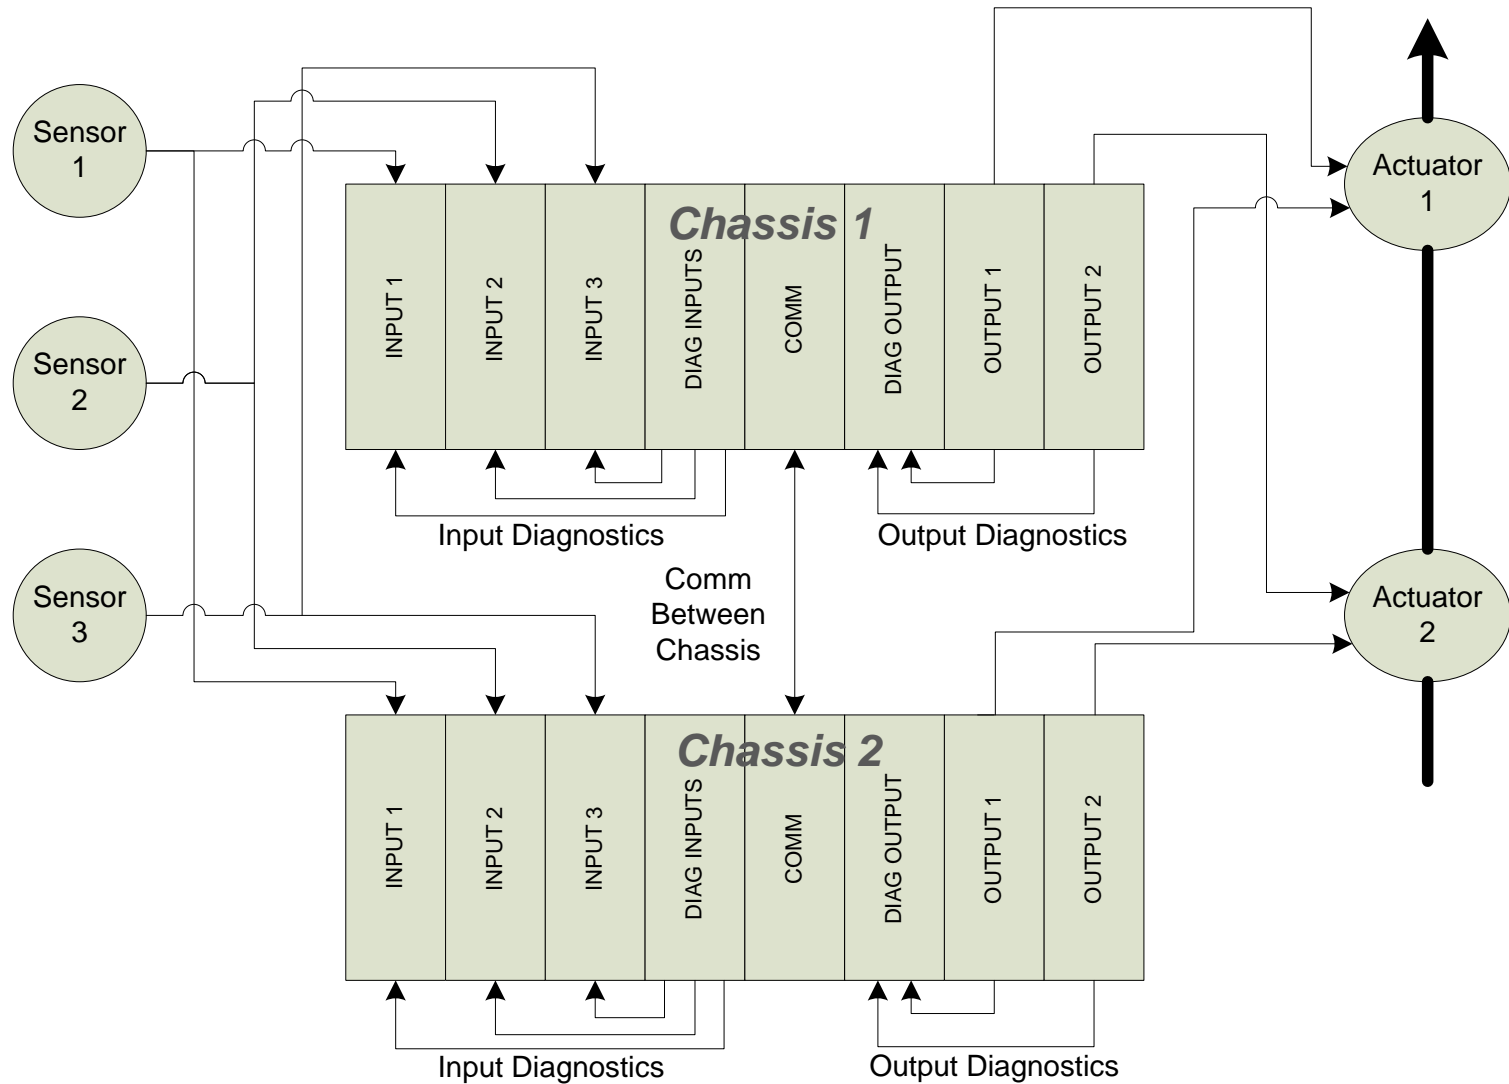 Sensor
1
Sensor
2
Sensor
3
Chassis 1
INPUT 1
INPUT 2
INPUT 3
DIAG INPUTS
COMM
DIAG OUTPUT
OUTPUT 1
OUTPUT 2
Input Diagnostics
Output Diagnostics
Comm
Between
Chassis
Actuator
1
Actuator
2
Chassis 2
INPUT 1
INPUT 2
INPUT 3
DIAG INPUTS
COMM
DIAG OUTPUT
OUTPUT 1
OUTPUT 2
Input Diagnostics
Output Diagnostics